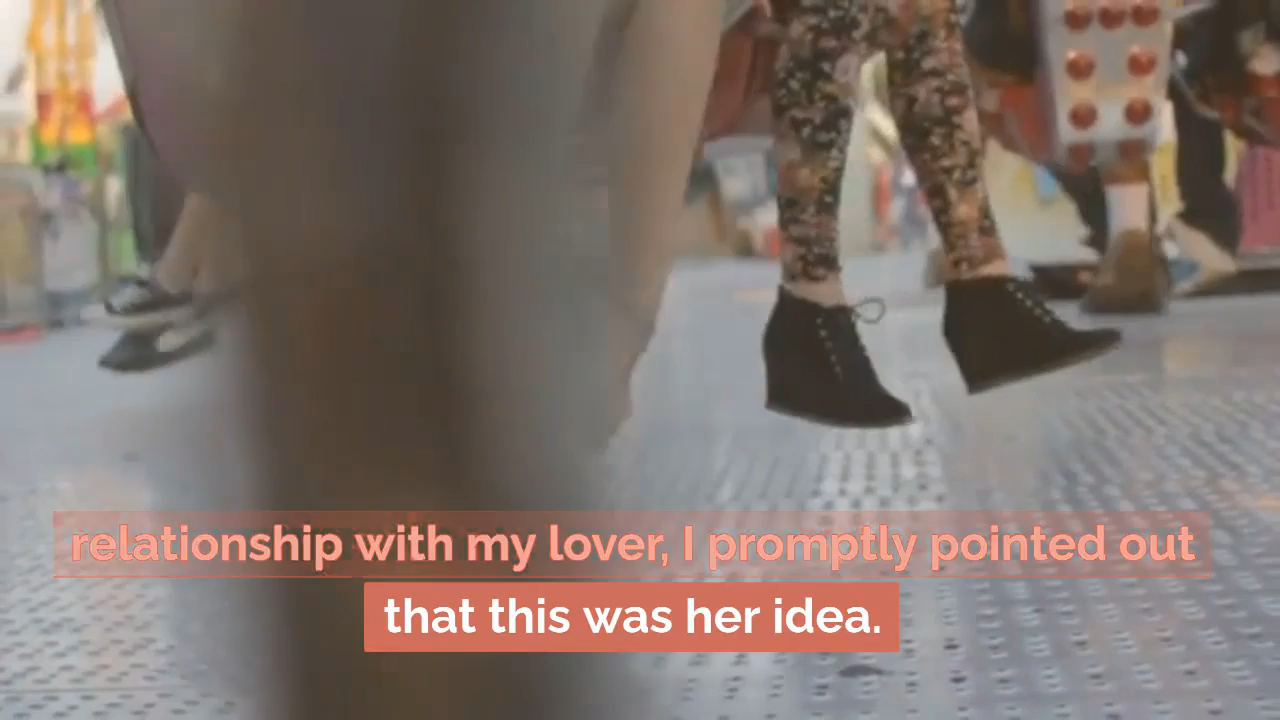 relationship with my lover, I promptly pointed out
that this was her idea.